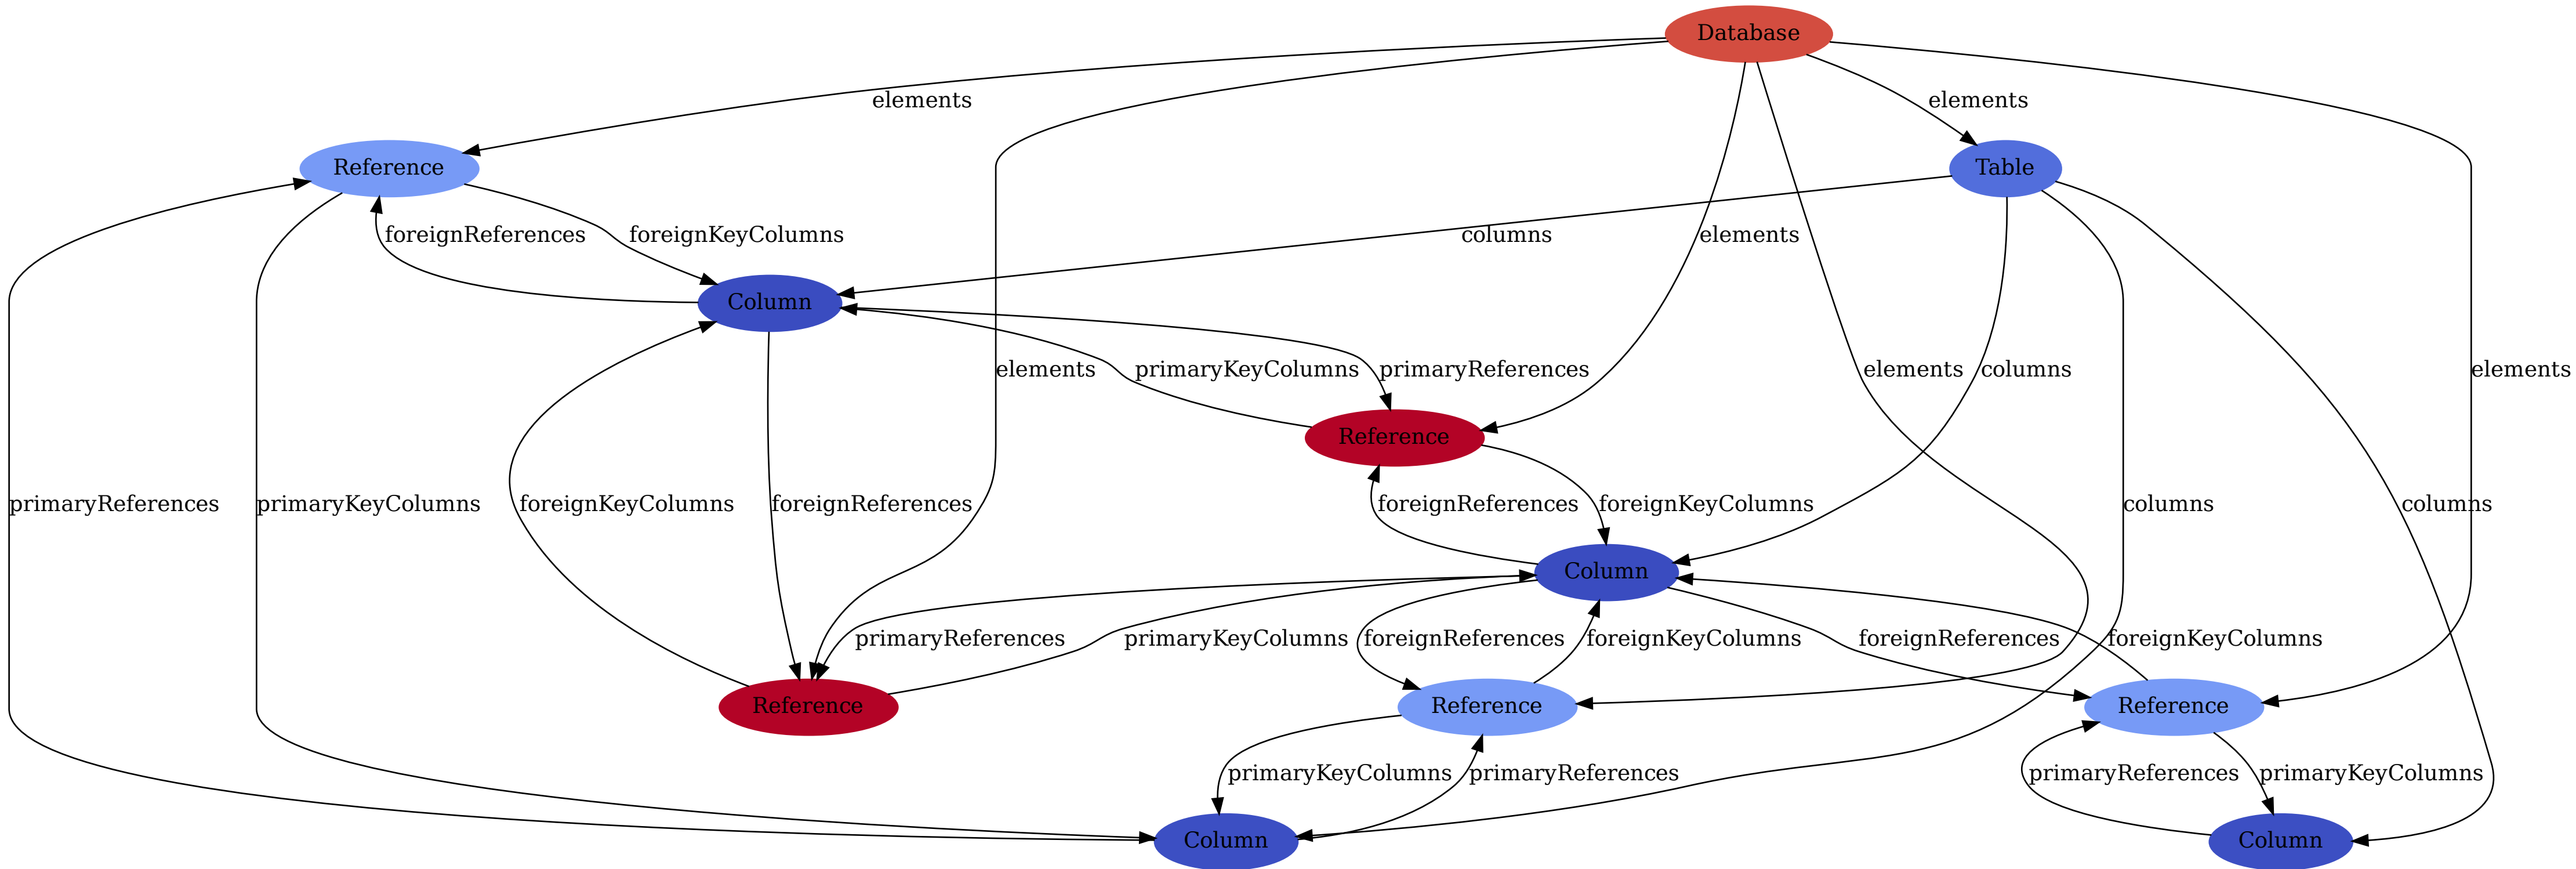 Database
elements
elements
Reference
Table
foreignReferences
foreignKeyColumns
columns
elements
Column
elements
primaryKeyColumns
primaryReferences
elements
columns
elements
Reference
primaryReferences
primaryKeyColumns
foreignKeyColumns
foreignReferences
foreignReferences
foreignKeyColumns
columns
columns
Column
primaryReferences
primaryKeyColumns
foreignReferences
foreignKeyColumns
foreignReferences
foreignKeyColumns
Reference
Reference
Reference
primaryKeyColumns
primaryReferences
primaryReferences
primaryKeyColumns
Column
Column